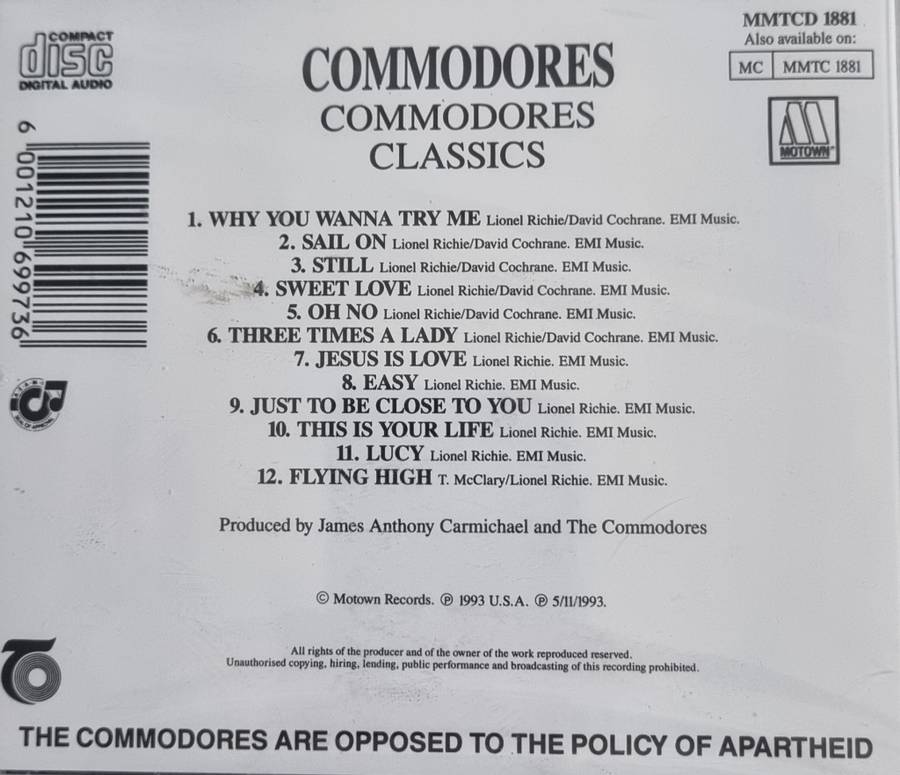 COMPACT
disc
DIGITAL AUDIO
MMTCD 1881
Also available on:
MC MMTC 1881
MOTOWN
COMMODORES
COMMODORES
CLASSICS
6 001210 699736
1. WHY YOU WANNA TRY ME Lionel Richie/David Cochrane. EMI Music.
2. SAIL ON Lionel Richie/David Cochrane. EMI Music.
3. STILL Lionel Richie/David Cochrane. EMI Music.
4. SWEET LOVE Lionel Richie/David Cochrane. EMI Music.
5. OH NO Lionel Richie/David Cochrane. EMI Music.
6. THREE TIMES A LADY Lionel Richie/David Cochrane. EMI Music.
7. JESUS IS LOVE Lionel Richie. EMI Music.
8. EASY Lionel Richie. EMI Music.
9. JUST TO BE CLOSE TO YOU Lionel Richie. EMI Music.
10. THIS IS YOUR LIFE Lionel Richie. EMI Music.
11. LUCY Lionel Richie. EMI Music.
12. FLYING HIGH T. McClary/Lionel Richie. EMI Music.
Produced by James Anthony Carmichael and The Commodores
© Motown Records. ℗ 1993 U.S.A. ℗ 5/11/1993.
All rights of the producer and of the owner of the work reproduced reserved.
Unauthorised copying, hiring, lending, public performance and broadcasting of this recording prohibited.
THE COMMODORES ARE OPPOSED TO THE POLICY OF APARTHEID